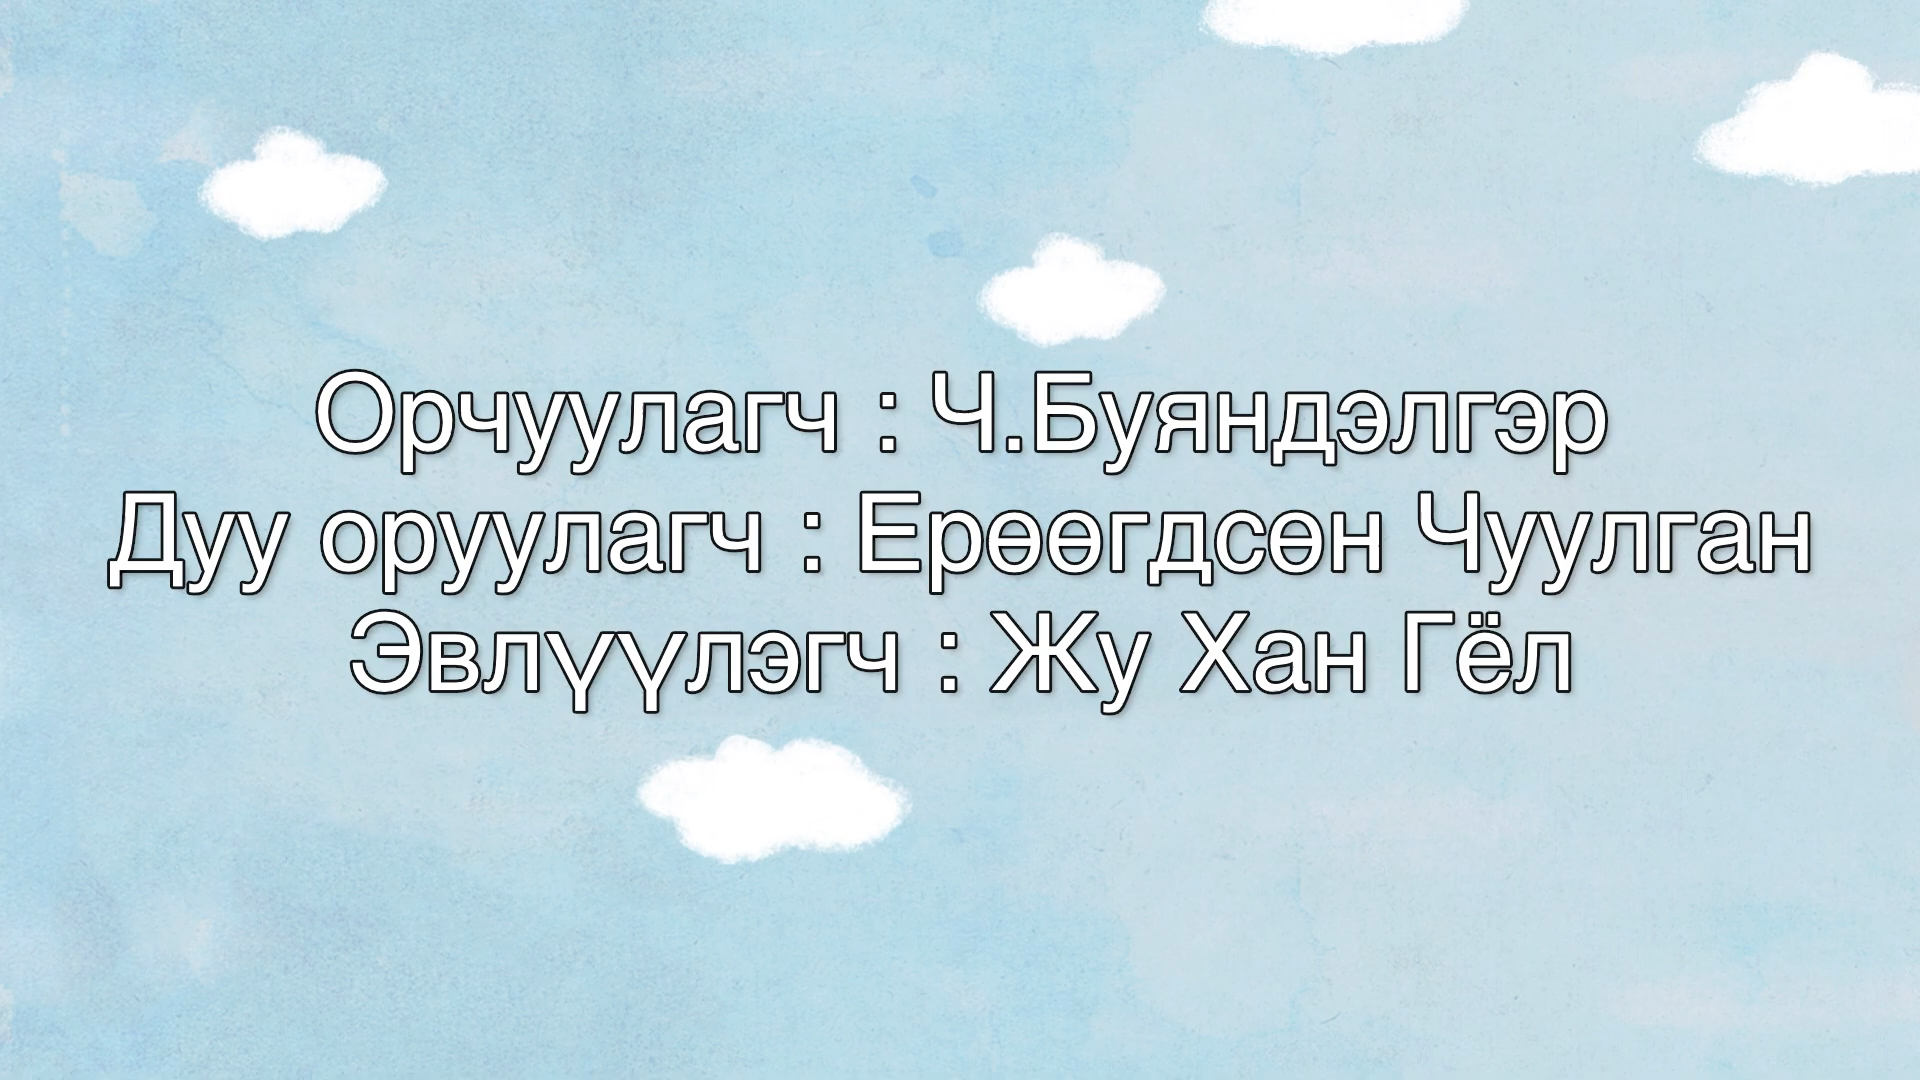 Орчуулагч : Ч.Буяндэлгэр
Дуу оруулагч : Ерөөгдсөн Чуулган
Эвлүүлэгч : Жу Хан Гёл